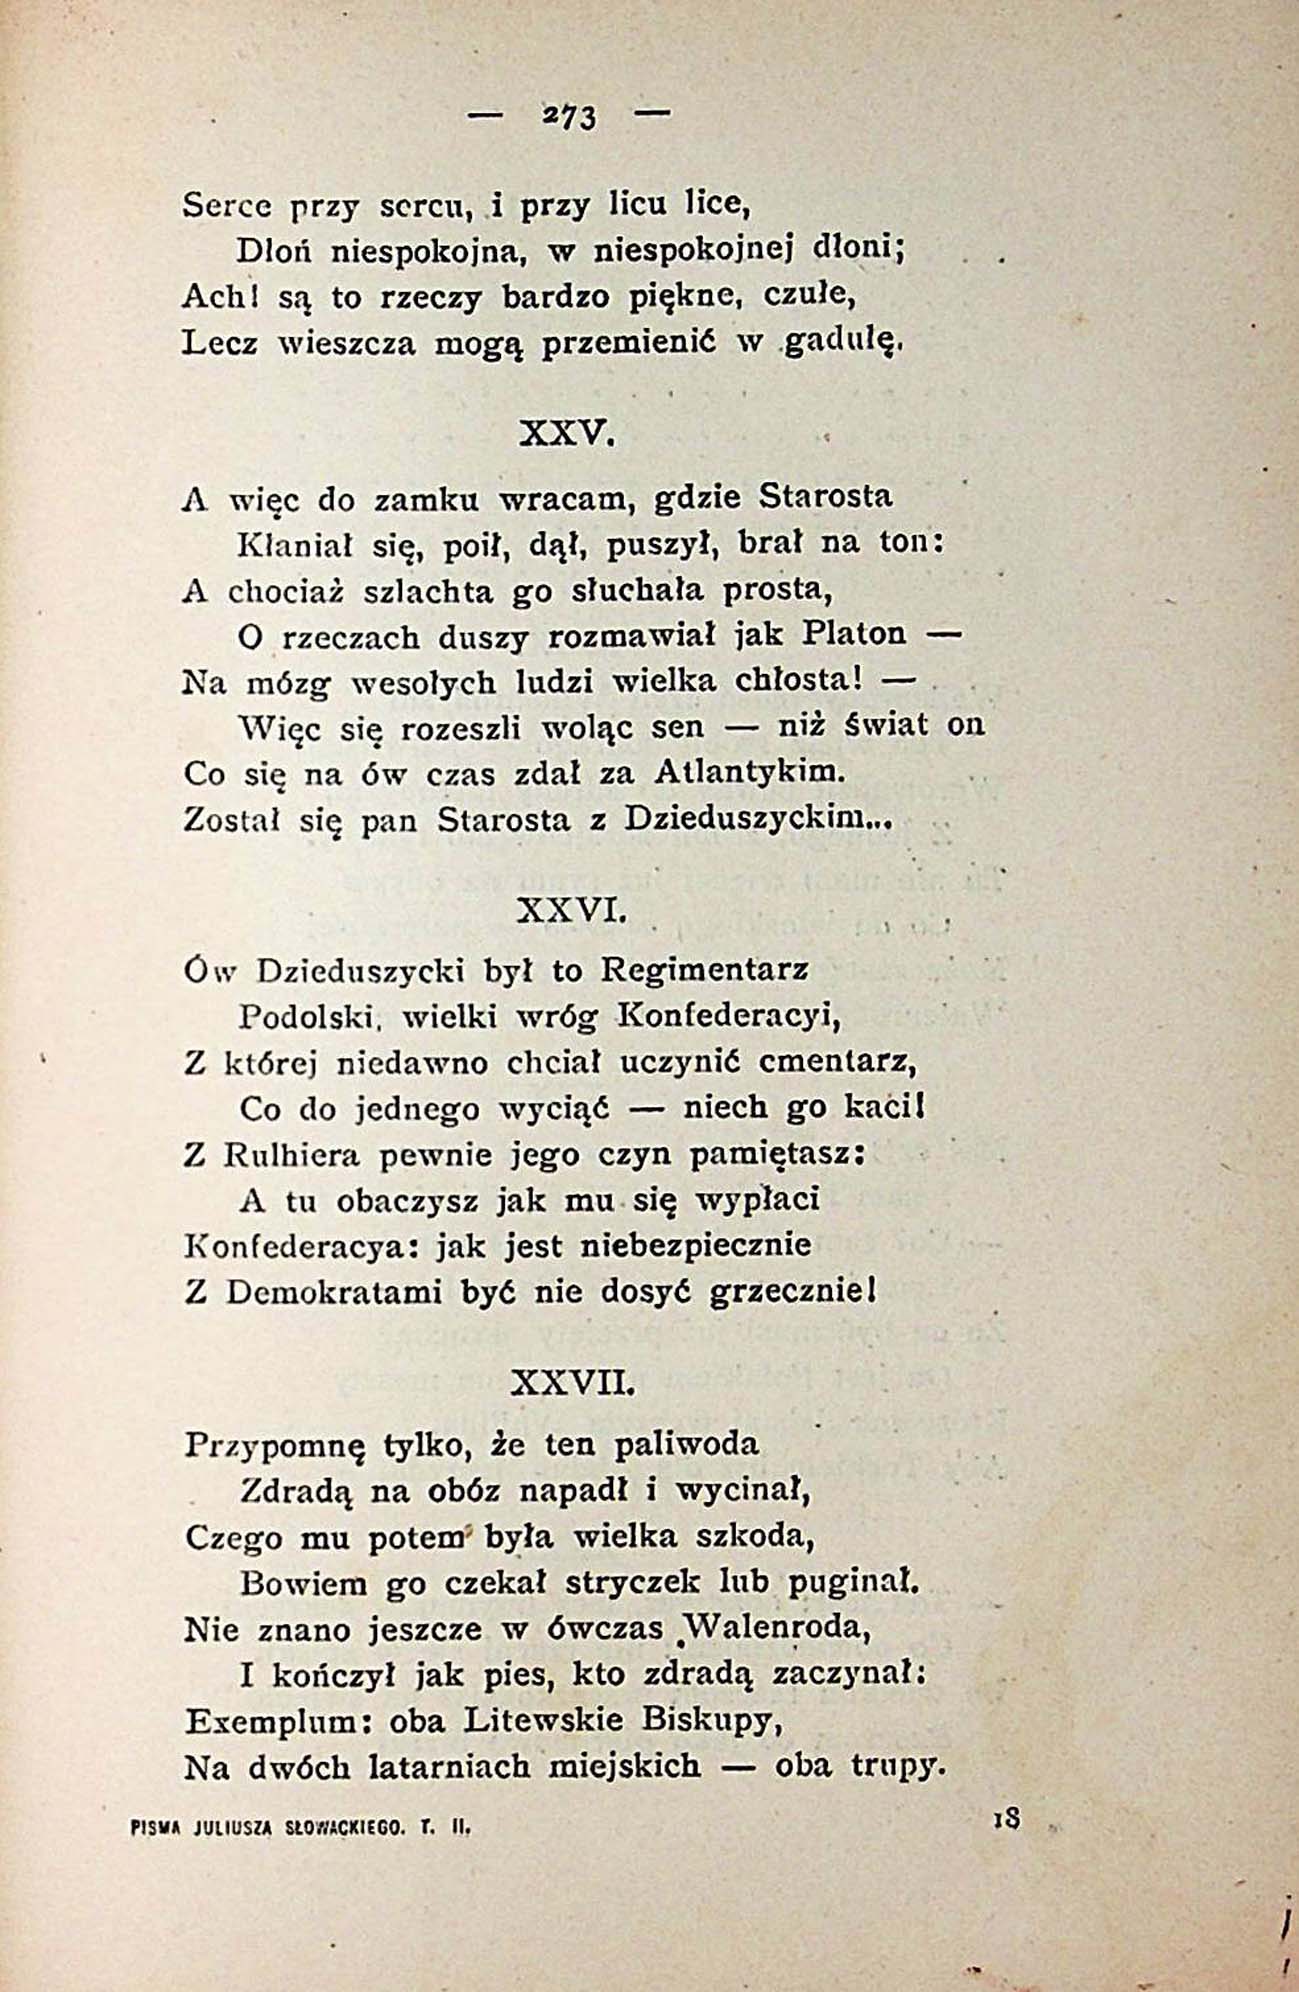 — 273 —
Serce przy sercu, i przy licu lice,
Dłoń niespokojna, w niespokojnej dłoni;
Ach! są to rzeczy bardzo piękne, czułe,
Lecz wieszcza mogą przemienić w gadułę.
XXV.
A więc do zamku wracam, gdzie Starosta
Kłaniał się, poił, dął, puszył, brał na ton:
A chociaż szlachta go słuchała prosta,
O rzeczach duszy rozmawiał jak Platon —
Na mózg wesołych ludzi wielka chłosta! —
Więc się rozeszli woląc sen — niż świat on
Co się na ów czas zdał za Atlantykim.
Został się pan Starosta z Dzieduszyckim...
XXVI.
Ów Dzieduszycki był to Regimentarz
Podolski, wielki wróg Konfederacyi,
Z której niedawno chciał uczynić cmentarz,
Co do jednego wyciąć — niech go kaci!
Z Rulhiera pewnie jego czyn pamiętasz:
A tu obaczysz jak mu się wypłaci
Konfederacya: jak jest niebezpiecznie
Z Demokratami być nie dosyć grzecznie!
XXVII.
Przypomnę tylko, że ten paliwoda
Zdradą na obóz napadł i wycinał,
Czego mu potem była wielka szkoda,
Bowiem go czekał stryczek lub puginał.
Nie znano jeszcze w ówczas Walenroda,
I kończył jak pies, kto zdradą zaczynał:
Exemplum: oba Litewskie Biskupy,
Na dwóch latarniach miejskich — oba trupy.
PISMA JULIUSZA SŁOWACKIEGO. T. II. 18